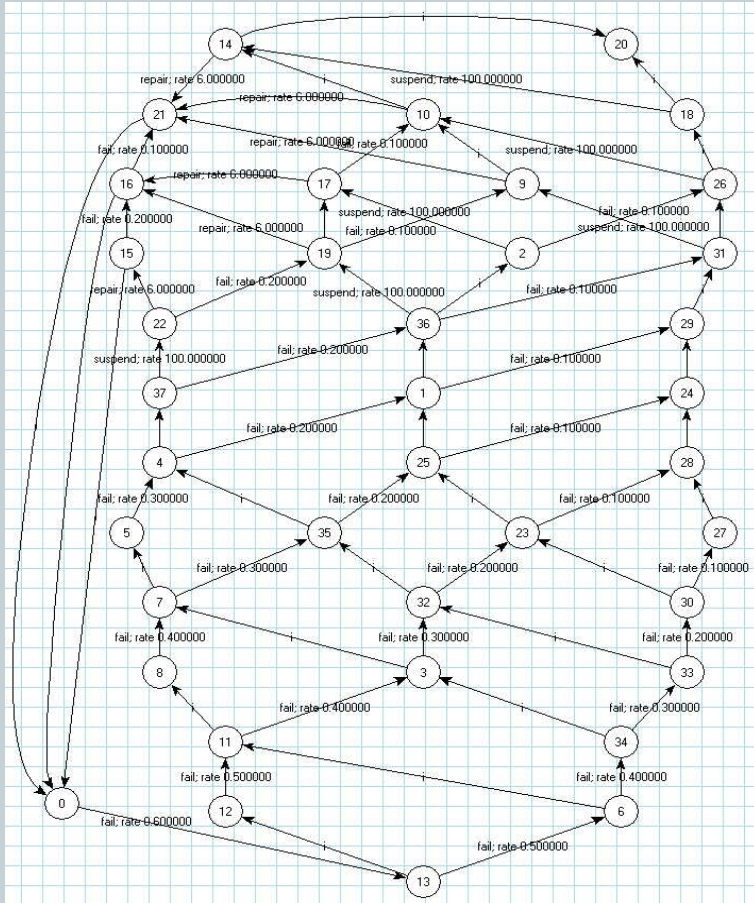 i
14
20
repair; rate 6.000000
suspend; rate 100.000000
i
i
repair; rate 6.000000
21
10
18
repair; rate 6.000000
fail; rate 0.100000
fail; rate 0.100000
i
suspend; rate 100.000000
i
16
repair; rate 6.000000
17
9
26
fail; rate 0.200000
suspend; rate 100.000000
fail; rate 0.100000
repair; rate 6.000000
fail; rate 0.100000
suspend; rate 100.000000
15
19
2
31
repair; rate 6.000000
fail; rate 0.200000
suspend; rate 100.000000
i
fail; rate 0.100000
i
22
36
29
suspend; rate 100.000000
fail; rate 0.200000
fail; rate 0.100000
37
1
24
fail; rate 0.200000
fail; rate 0.100000
4
25
28
fail; rate 0.300000
i
fail; rate 0.200000
i
fail; rate 0.100000
i
5
35
23
27
i
fail; rate 0.300000
i
fail; rate 0.200000
i
fail; rate 0.100000
7
32
30
fail; rate 0.400000
i
fail; rate 0.300000
i
fail; rate 0.200000
8
3
33
i
fail; rate 0.400000
i
fail; rate 0.300000
11
34
fail; rate 0.500000
i
fail; rate 0.400000
0
12
6
fail; rate 0.600000
i
fail; rate 0.500000
13